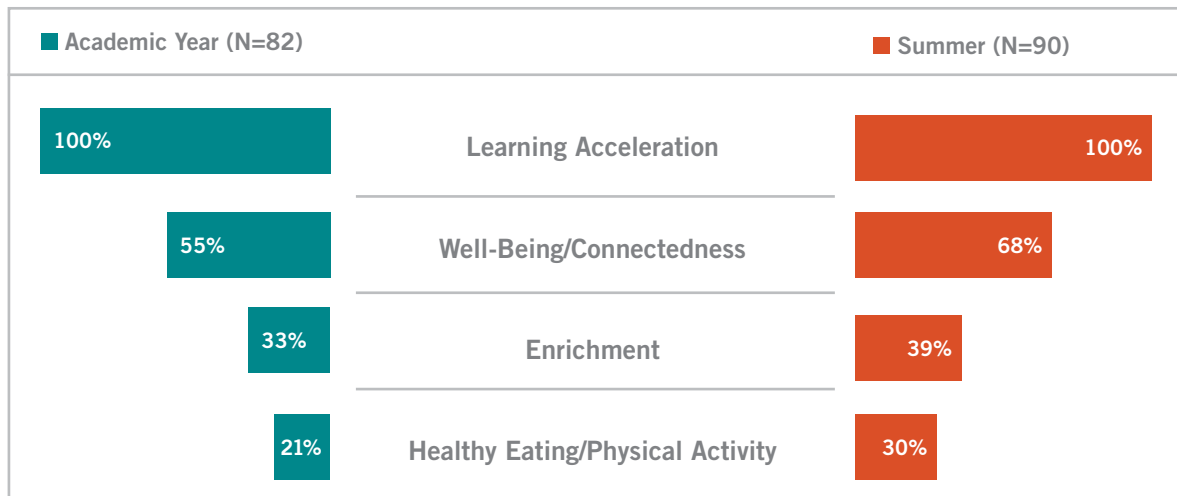 Academic Year (N=82)
Summer (N=90)
100%
Learning Acceleration
100%
55%
Well-Being/Connectedness
68%
33%
Enrichment
39%
21%
Healthy Eating/Physical Activity
30%